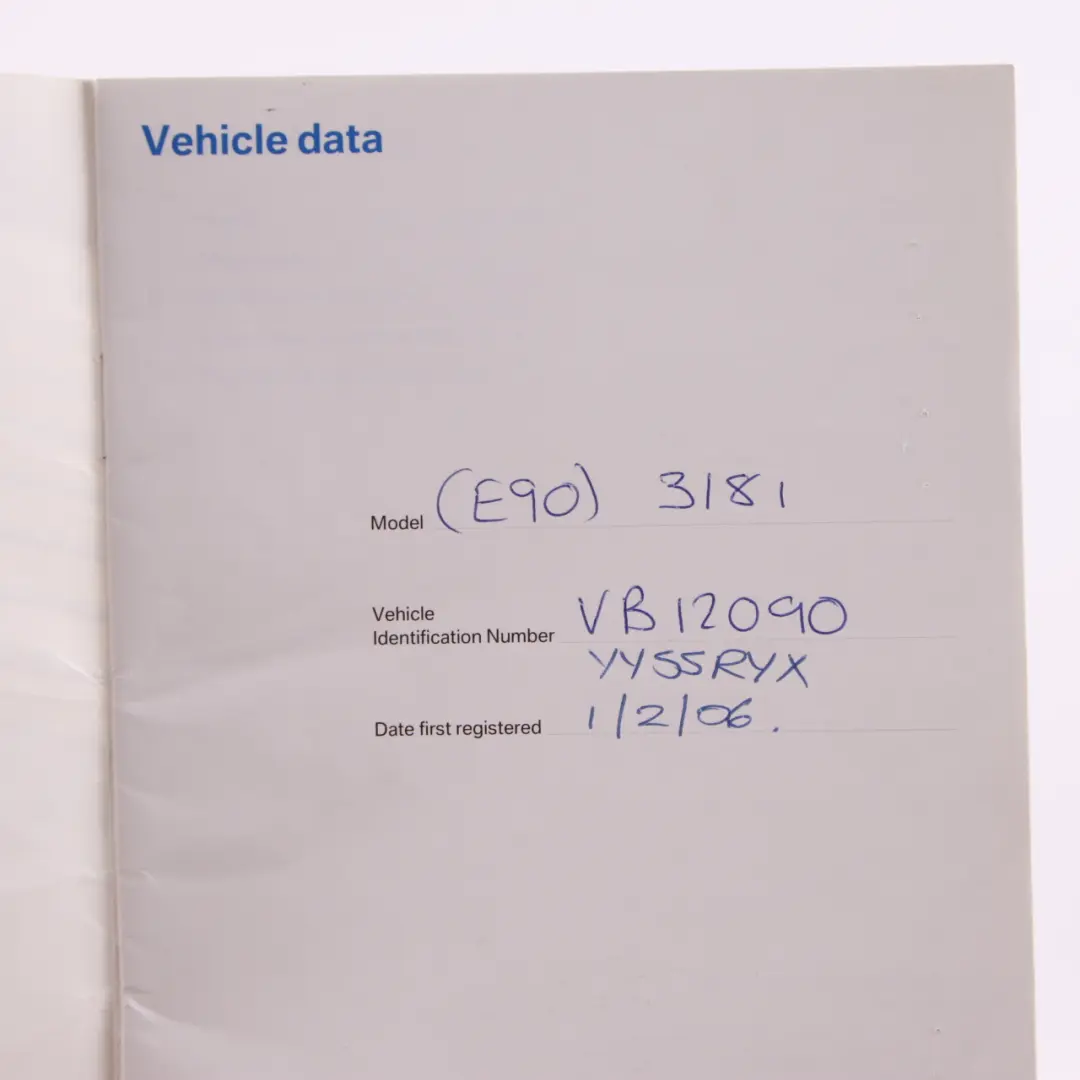 Vehicle data
Model (E90) 318i
Vehicle
Identification Number VB12090
YY55RYX
Date first registered 1/2/06.